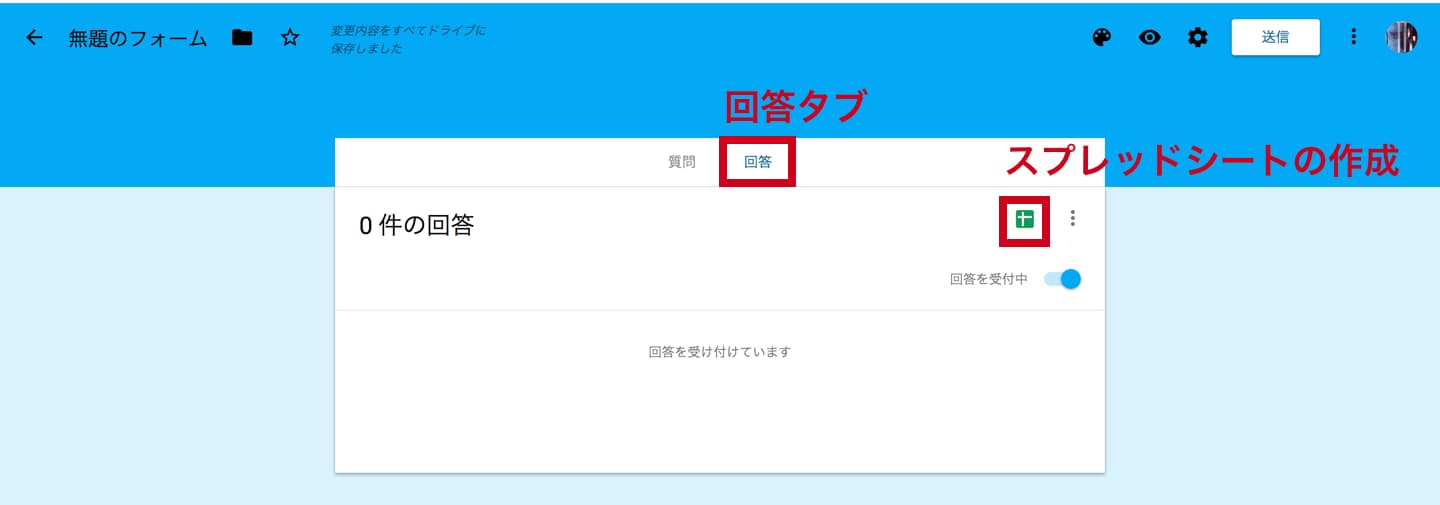 無題のフォーム
変更内容をすべてドライブに
保存しました
送信
回答タブ
質問
回答
スプレッドシートの作成
0 件の回答
回答を受付中
回答を受け付けています